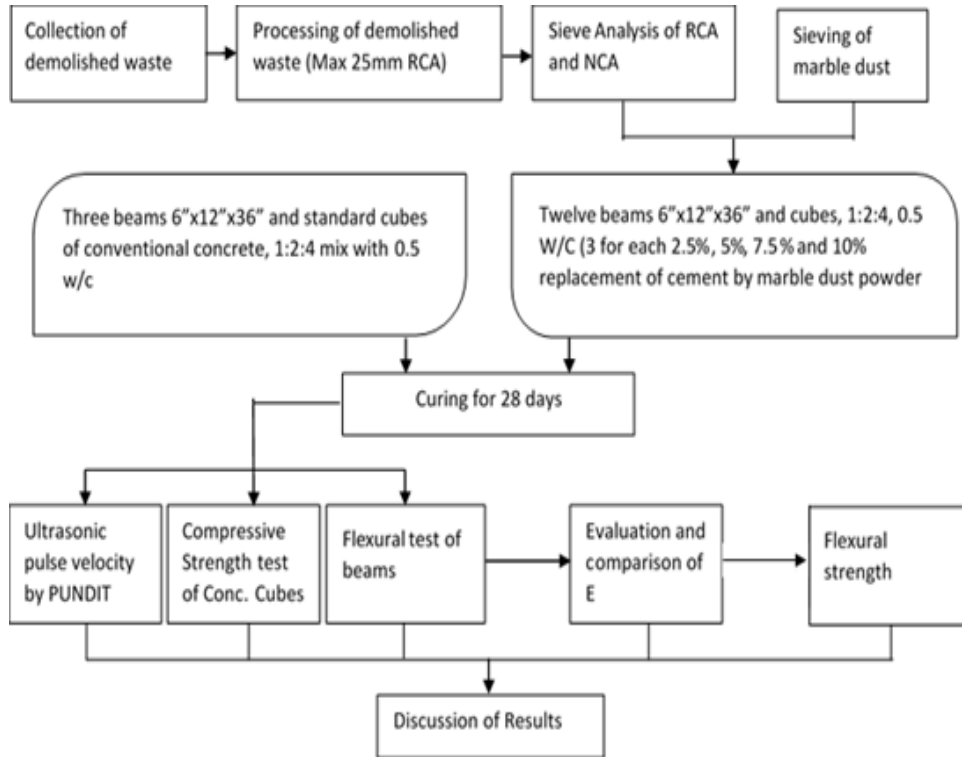 Collection of
demolished waste
Processing of demolished
waste (Max 25mm RCA)
Sieve Analysis of RCA
and NCA
Sieving of
marble dust
Three beams 6”x12”x36” and standard cubes
of conventional concrete, 1:2:4 mix with 0.5
w/c
Twelve beams 6”x12”x36” and cubes, 1:2:4, 0.5
W/C (3 for each 2.5%, 5%, 7.5% and 10%
replacement of cement by marble dust powder
Curing for 28 days
Ultrasonic
pulse velocity
by PUNDIT
Compressive
Strength test
of Conc. Cubes
Flexural test of
beams
Evaluation and
comparison of
E
Flexural
strength
Discussion of Results